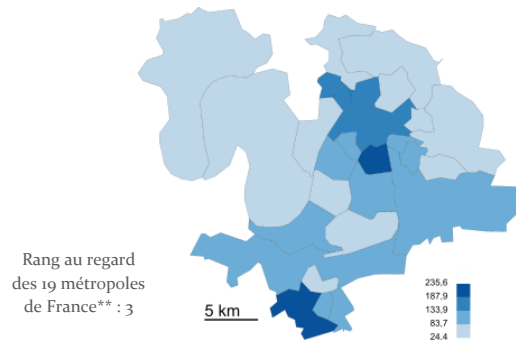 Rang au regard
des 19 métropoles
de France** : 3
5 km
235,6
187,9
133,9
83,7
24,4